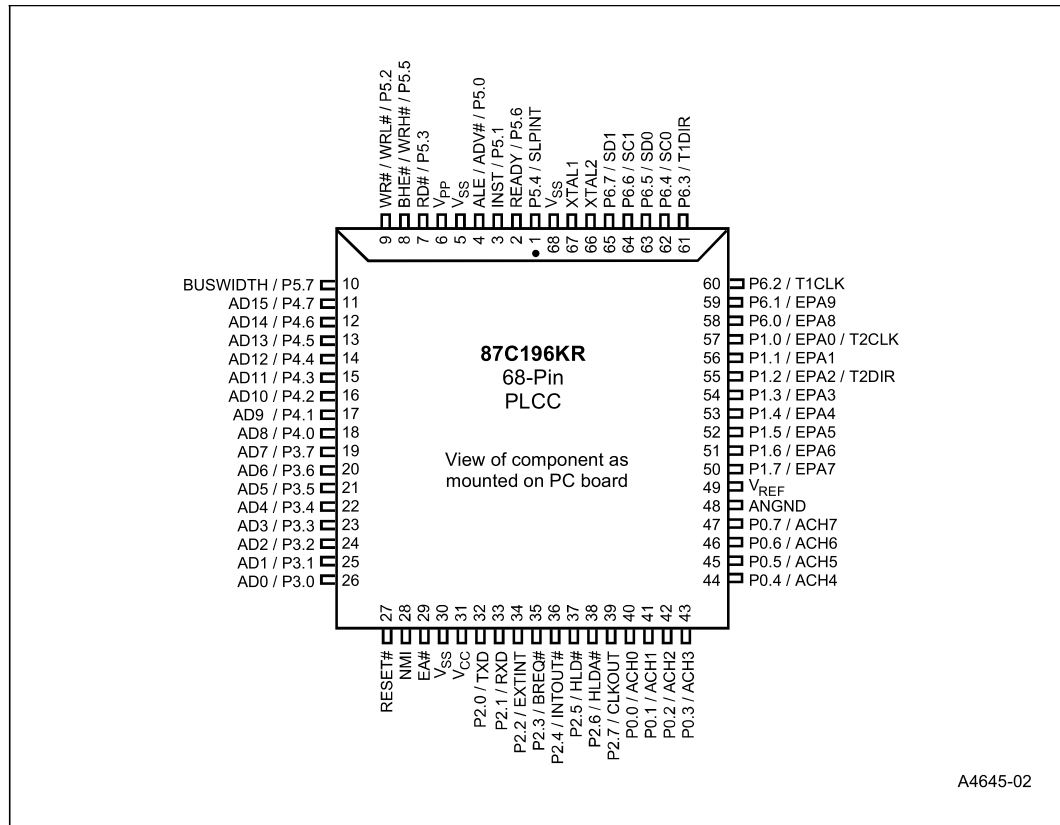 WR# / WRL# / P5.2
BHE# / WRH# / P5.5
RD# / P5.3
VPP
VSS
ALE / ADV# / P5.0
INST / P5.1
READY / P5.6
P5.4 / SLPINT
VSS
XTAL1
XTAL2
P6.7 / SD1
P6.6 / SC1
P6.5 / SD0
P6.4 / SC0
P6.3 / T1DIR
9 8 7 6 5 4 3 2 1 68 67 66 65 64 63 62 61
BUSWIDTH / P5.7 10
AD15 / P4.7 11
AD14 / P4.6 12
AD13 / P4.5 13
AD12 / P4.4 14
AD11 / P4.3 15
AD10 / P4.2 16
AD9 / P4.1 17
AD8 / P4.0 18
AD7 / P3.7 19
AD6 / P3.6 20
AD5 / P3.5 21
AD4 / P3.4 22
AD3 / P3.3 23
AD2 / P3.2 24
AD1 / P3.1 25
AD0 / P3.0 26
87C196KR
68-Pin
PLCC
View of component as
mounted on PC board
60 P6.2 / T1CLK
59 P6.1 / EPA9
58 P6.0 / EPA8
57 P1.0 / EPA0 / T2CLK
56 P1.1 / EPA1
55 P1.2 / EPA2 / T2DIR
54 P1.3 / EPA3
53 P1.4 / EPA4
52 P1.5 / EPA5
51 P1.6 / EPA6
50 P1.7 / EPA7
49 VREF
48 ANGND
47 P0.7 / ACH7
46 P0.6 / ACH6
45 P0.5 / ACH5
44 P0.4 / ACH4
27 28 29 30 31 32 33 34 35 36 37 38 39 40 41 42 43
RESET#
NMI
EA#
VSS
VCC
P2.0 / TXD
P2.1 / RXD
P2.2 / EXTINT
P2.3 / BREQ#
P2.4 / INTOUT#
P2.5 / HLD#
P2.6 / HLDA#
P2.7 / CLKOUT
P0.0 / ACH0
P0.1 / ACH1
P0.2 / ACH2
P0.3 / ACH3
A4645-02